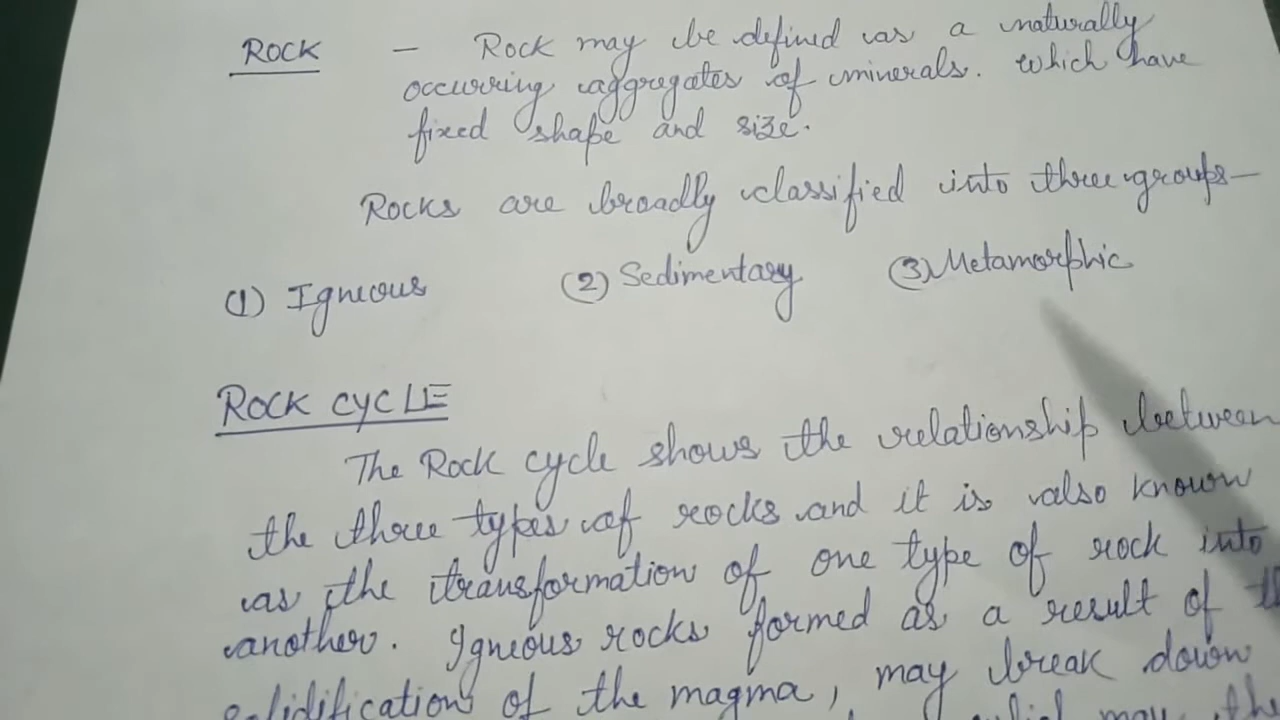 ROCK - Rock may be defined as a naturally
occurring aggregates of minerals. which have
fixed shape and size.
Rocks are broadly classified into three groups-
(1) Igneous (2) Sedimentary (3) Metamorphic
ROCK CYCLE
The Rock cycle shows the relationship between
the three types of rocks and it is also known
as the transformation of one type of rock into
another. Igneous rocks formed as a result of
solidification of the magma, may break down
may